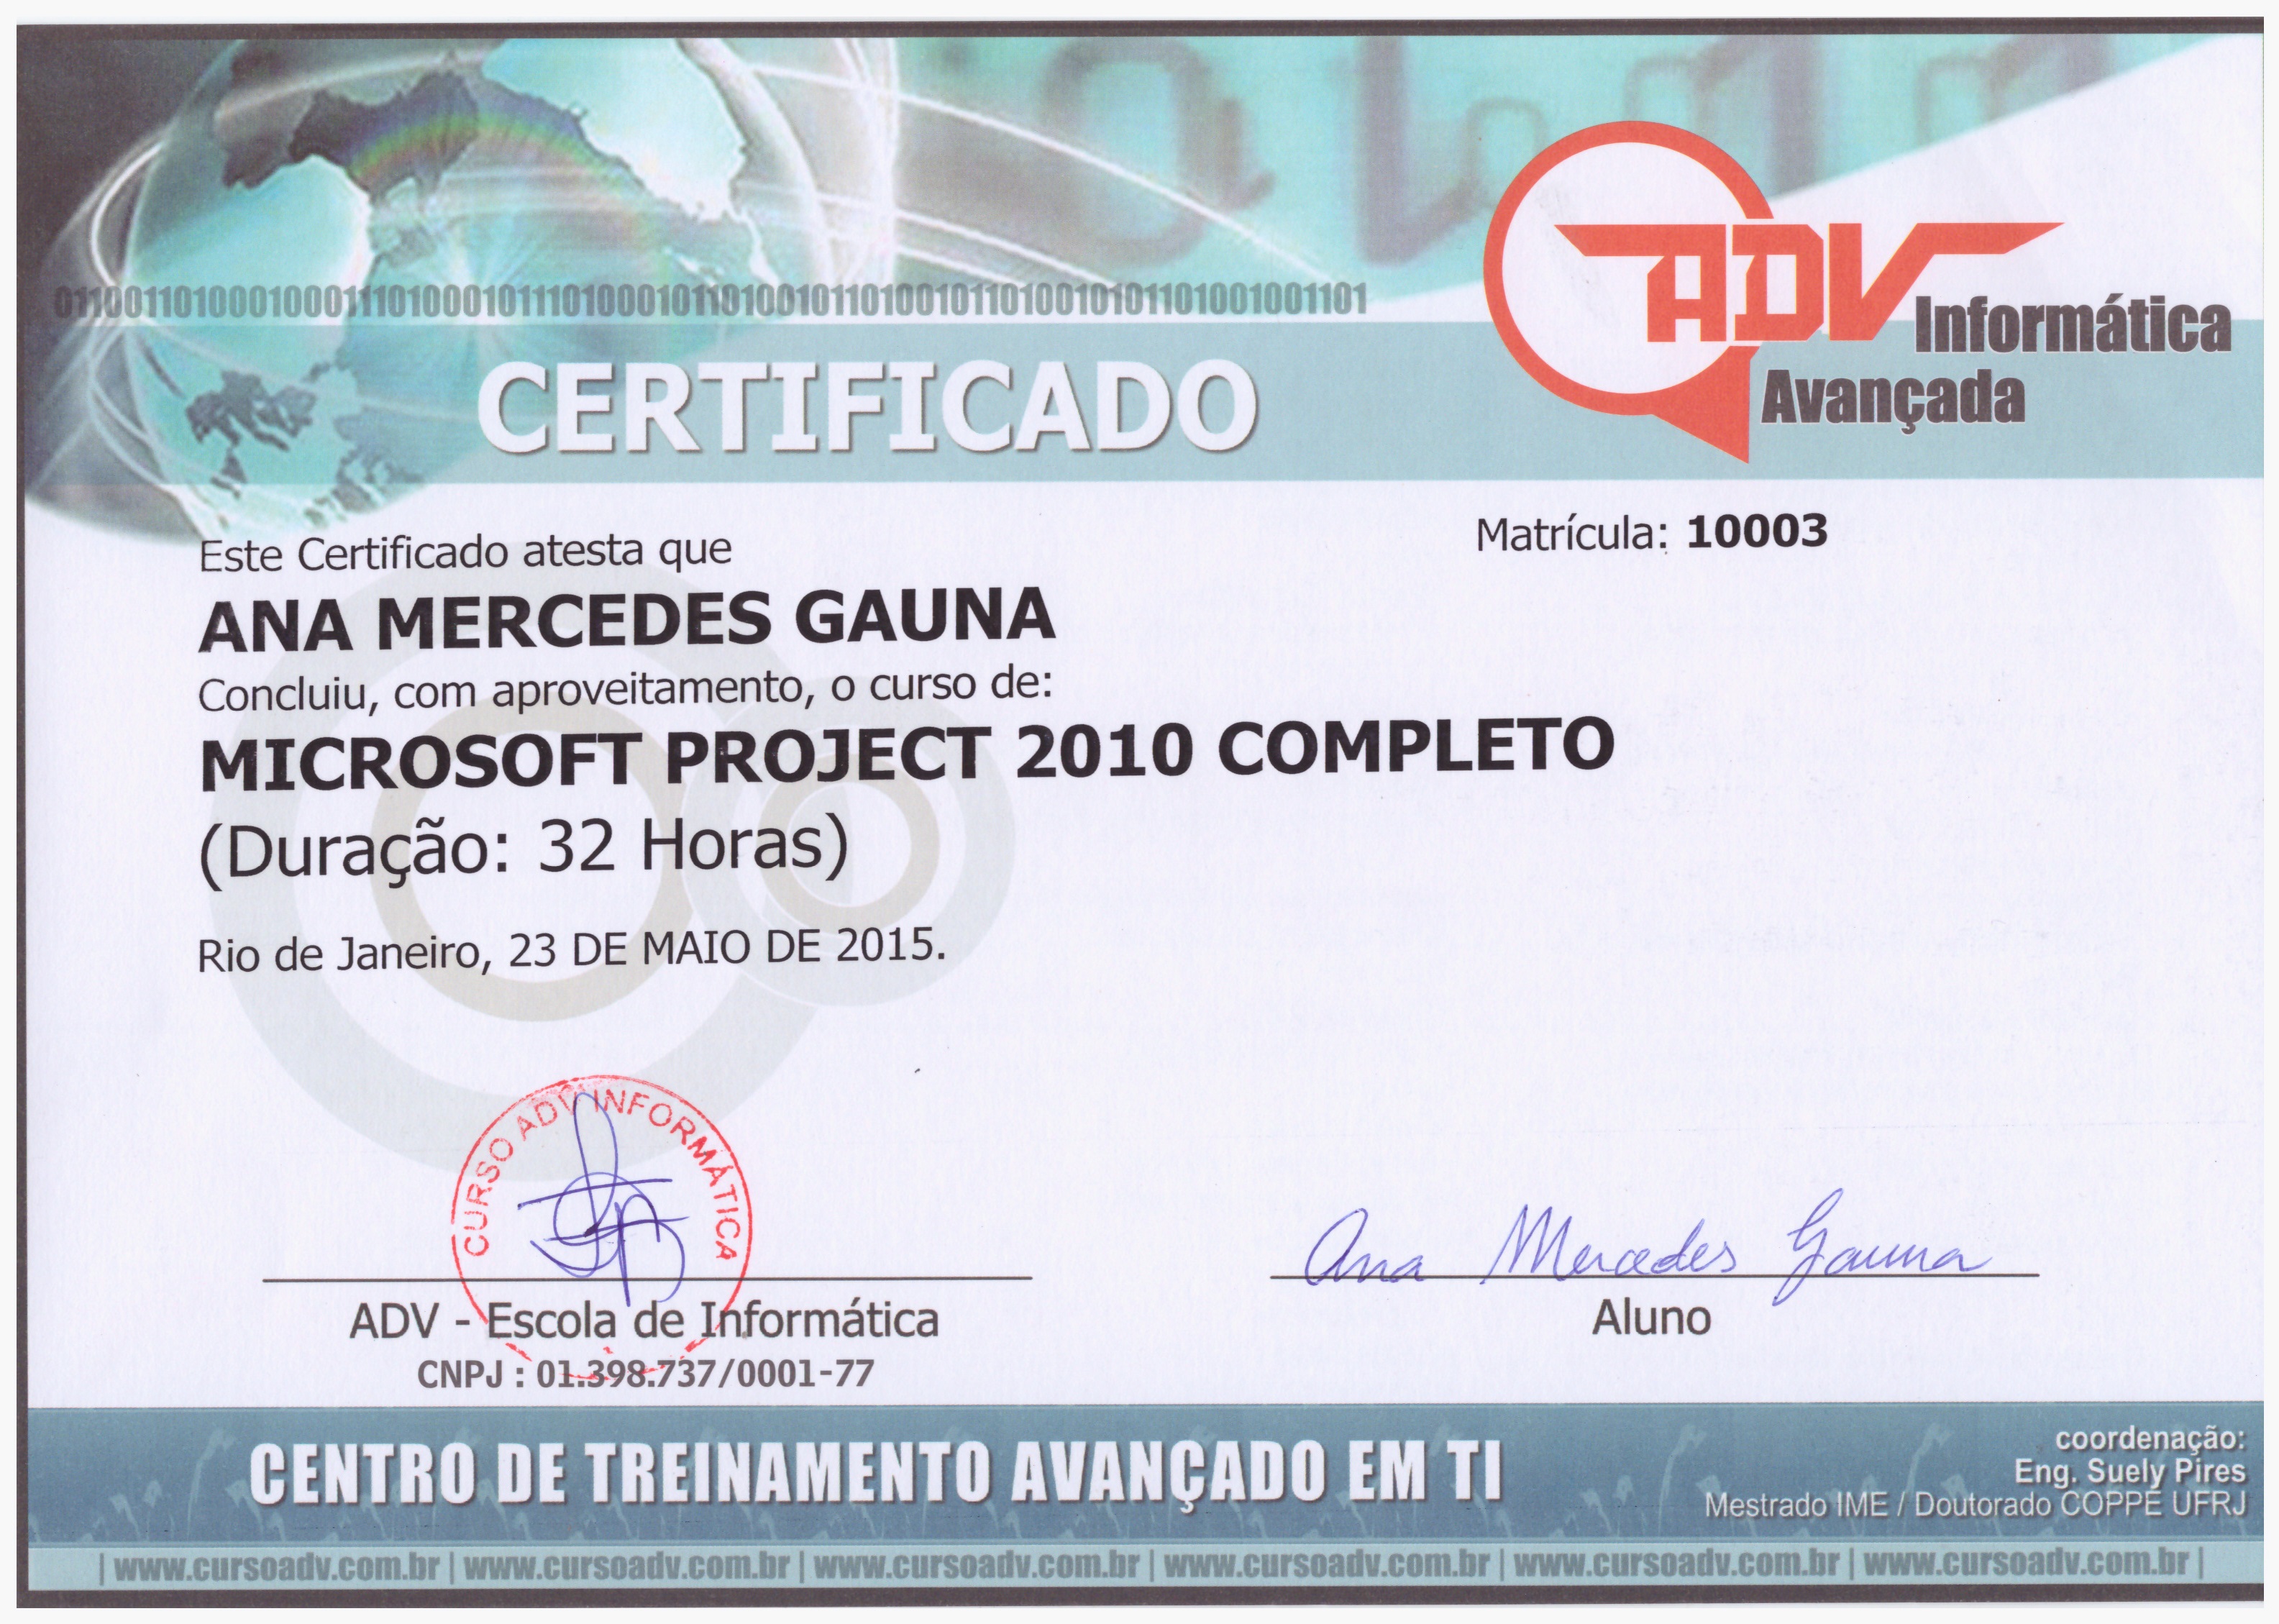 011001101000100011101000101110100010110100101101001011010010101101001001101
ADV Informática
Avançada
CERTIFICADO
Matrícula: 10003
Este Certificado atesta que
ANA MERCEDES GAUNA
Concluiu, com aproveitamento, o curso de:
MICROSOFT PROJECT 2010 COMPLETO
(Duração: 32 Horas)
Rio de Janeiro, 23 DE MAIO DE 2015.
CURSO ADV INFORMÁTICA
Ana Mercedes Gauna
ADV - Escola de Informática
Aluno
CNPJ : 01.398.737/0001-77
CENTRO DE TREINAMENTO AVANÇADO EM TI
coordenação:
Eng. Suely Pires
Mestrado IME / Doutorado COPPE UFRJ
| www.cursoadv.com.br | www.cursoadv.com.br | www.cursoadv.com.br | www.cursoadv.com.br | www.cursoadv.com.br | www.cursoadv.com.br |